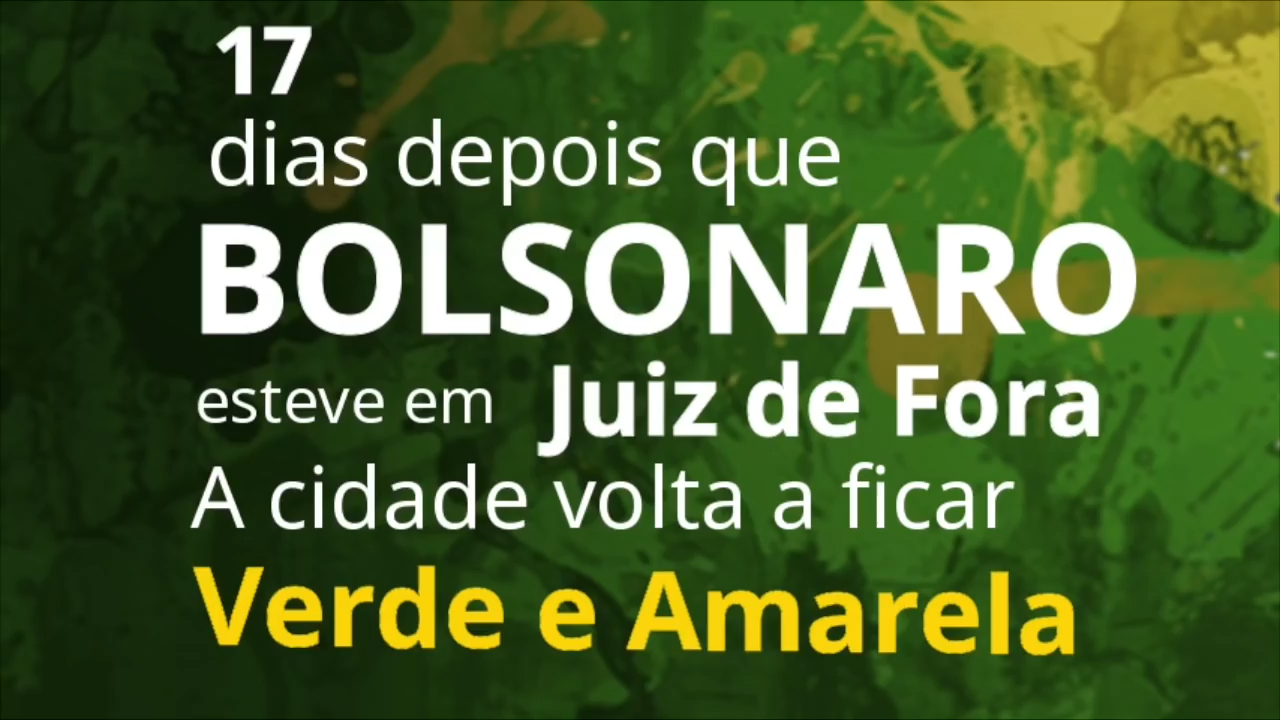 17
dias depois que
BOLSONARO
esteve em Juiz de Fora
A cidade volta a ficar
Verde e Amarela